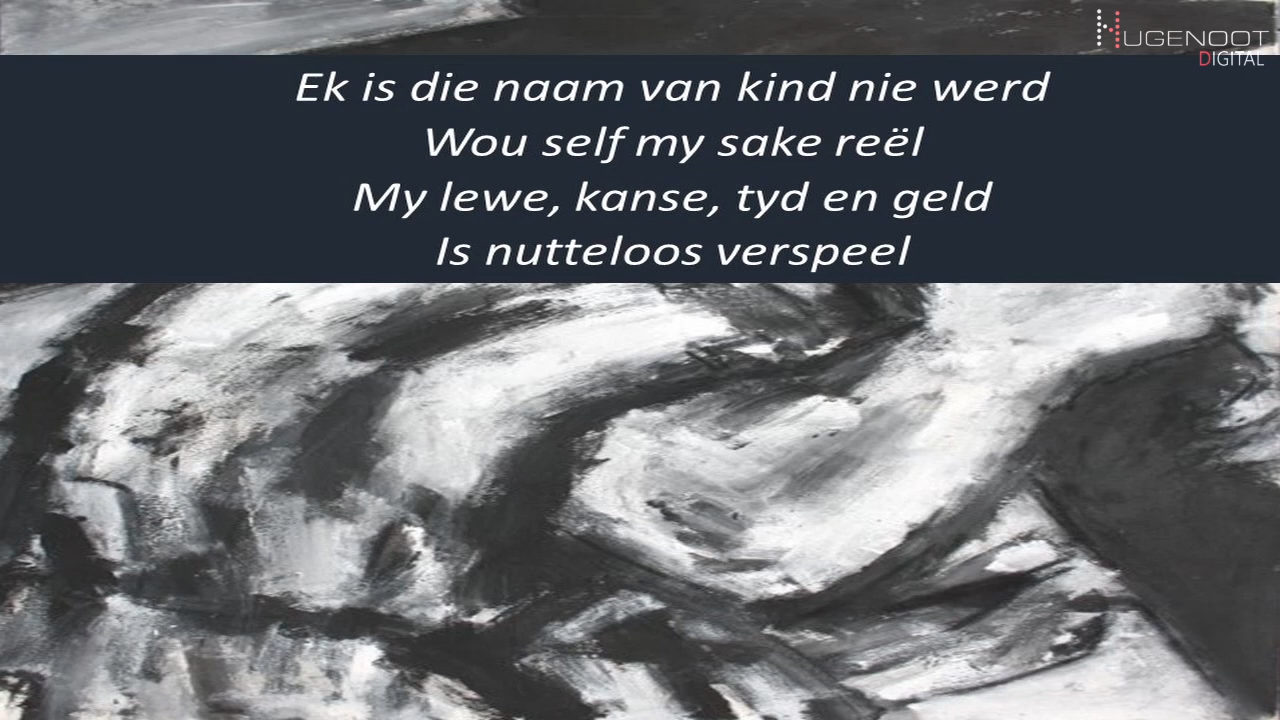 HUGENOOT
DIGITAL
Ek is die naam van kind nie werd
Wou self my sake reël
My lewe, kanse, tyd en geld
Is nutteloos verspeel